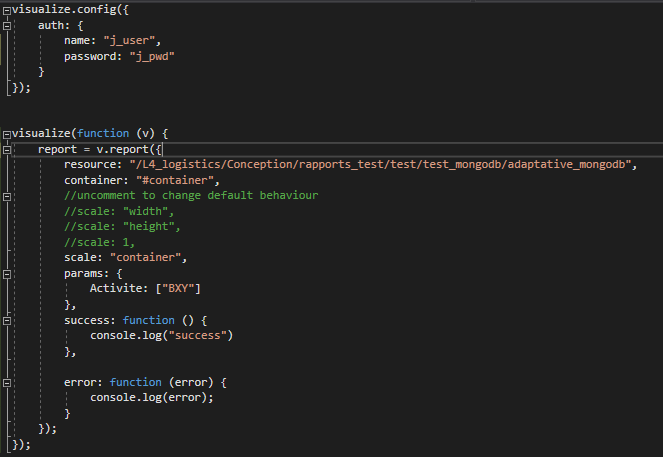 visualize.config({
    auth: {
        name: "j_user",
        password: "j_pwd"
    }
});
visualize(function (v) {
    report = v.report({
        resource: "/L4_logistics/Conception/rapports_test/test/test_mongodb/adaptative_mongodb",
        container: "#container",
        //uncomment to change default behaviour
        //scale: "width",
        //scale: "height",
        //scale: 1,
        scale: "container",
        params: {
            Activite: ["BXY"]
        },
        success: function () {
            console.log("success")
        },
        error: function (error) {
            console.log(error);
        }
    });
});